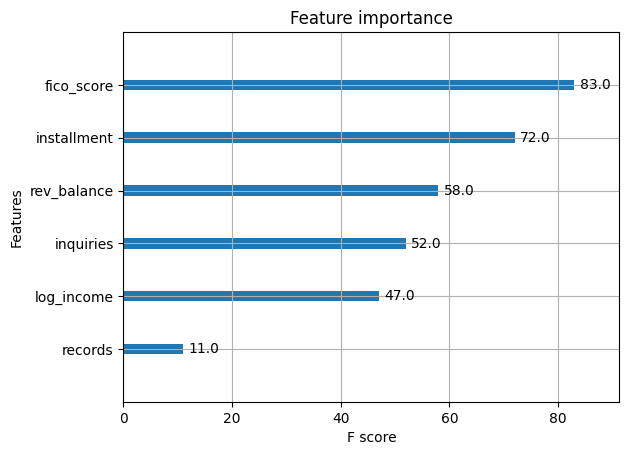 Feature importance
Features
fico_score 83.0
installment 72.0
rev_balance 58.0
inquiries 52.0
log_income 47.0
records 11.0
0 20 40 60 80
F score